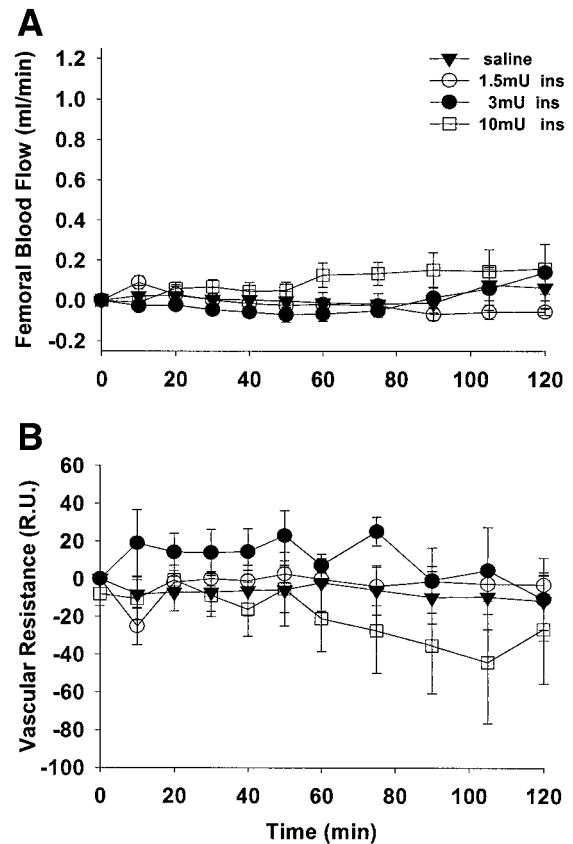 A
Femoral Blood Flow (ml/min)
1.2
1.0
0.8
0.6
0.4
0.2
0.0
-0.2
saline
1.5mU ins
3mU ins
10mU ins
0 20 40 60 80 100 120
B
Vascular Resistance (R.U.)
60
40
20
0
-20
-40
-60
-80
-100
0 20 40 60 80 100 120
Time (min)